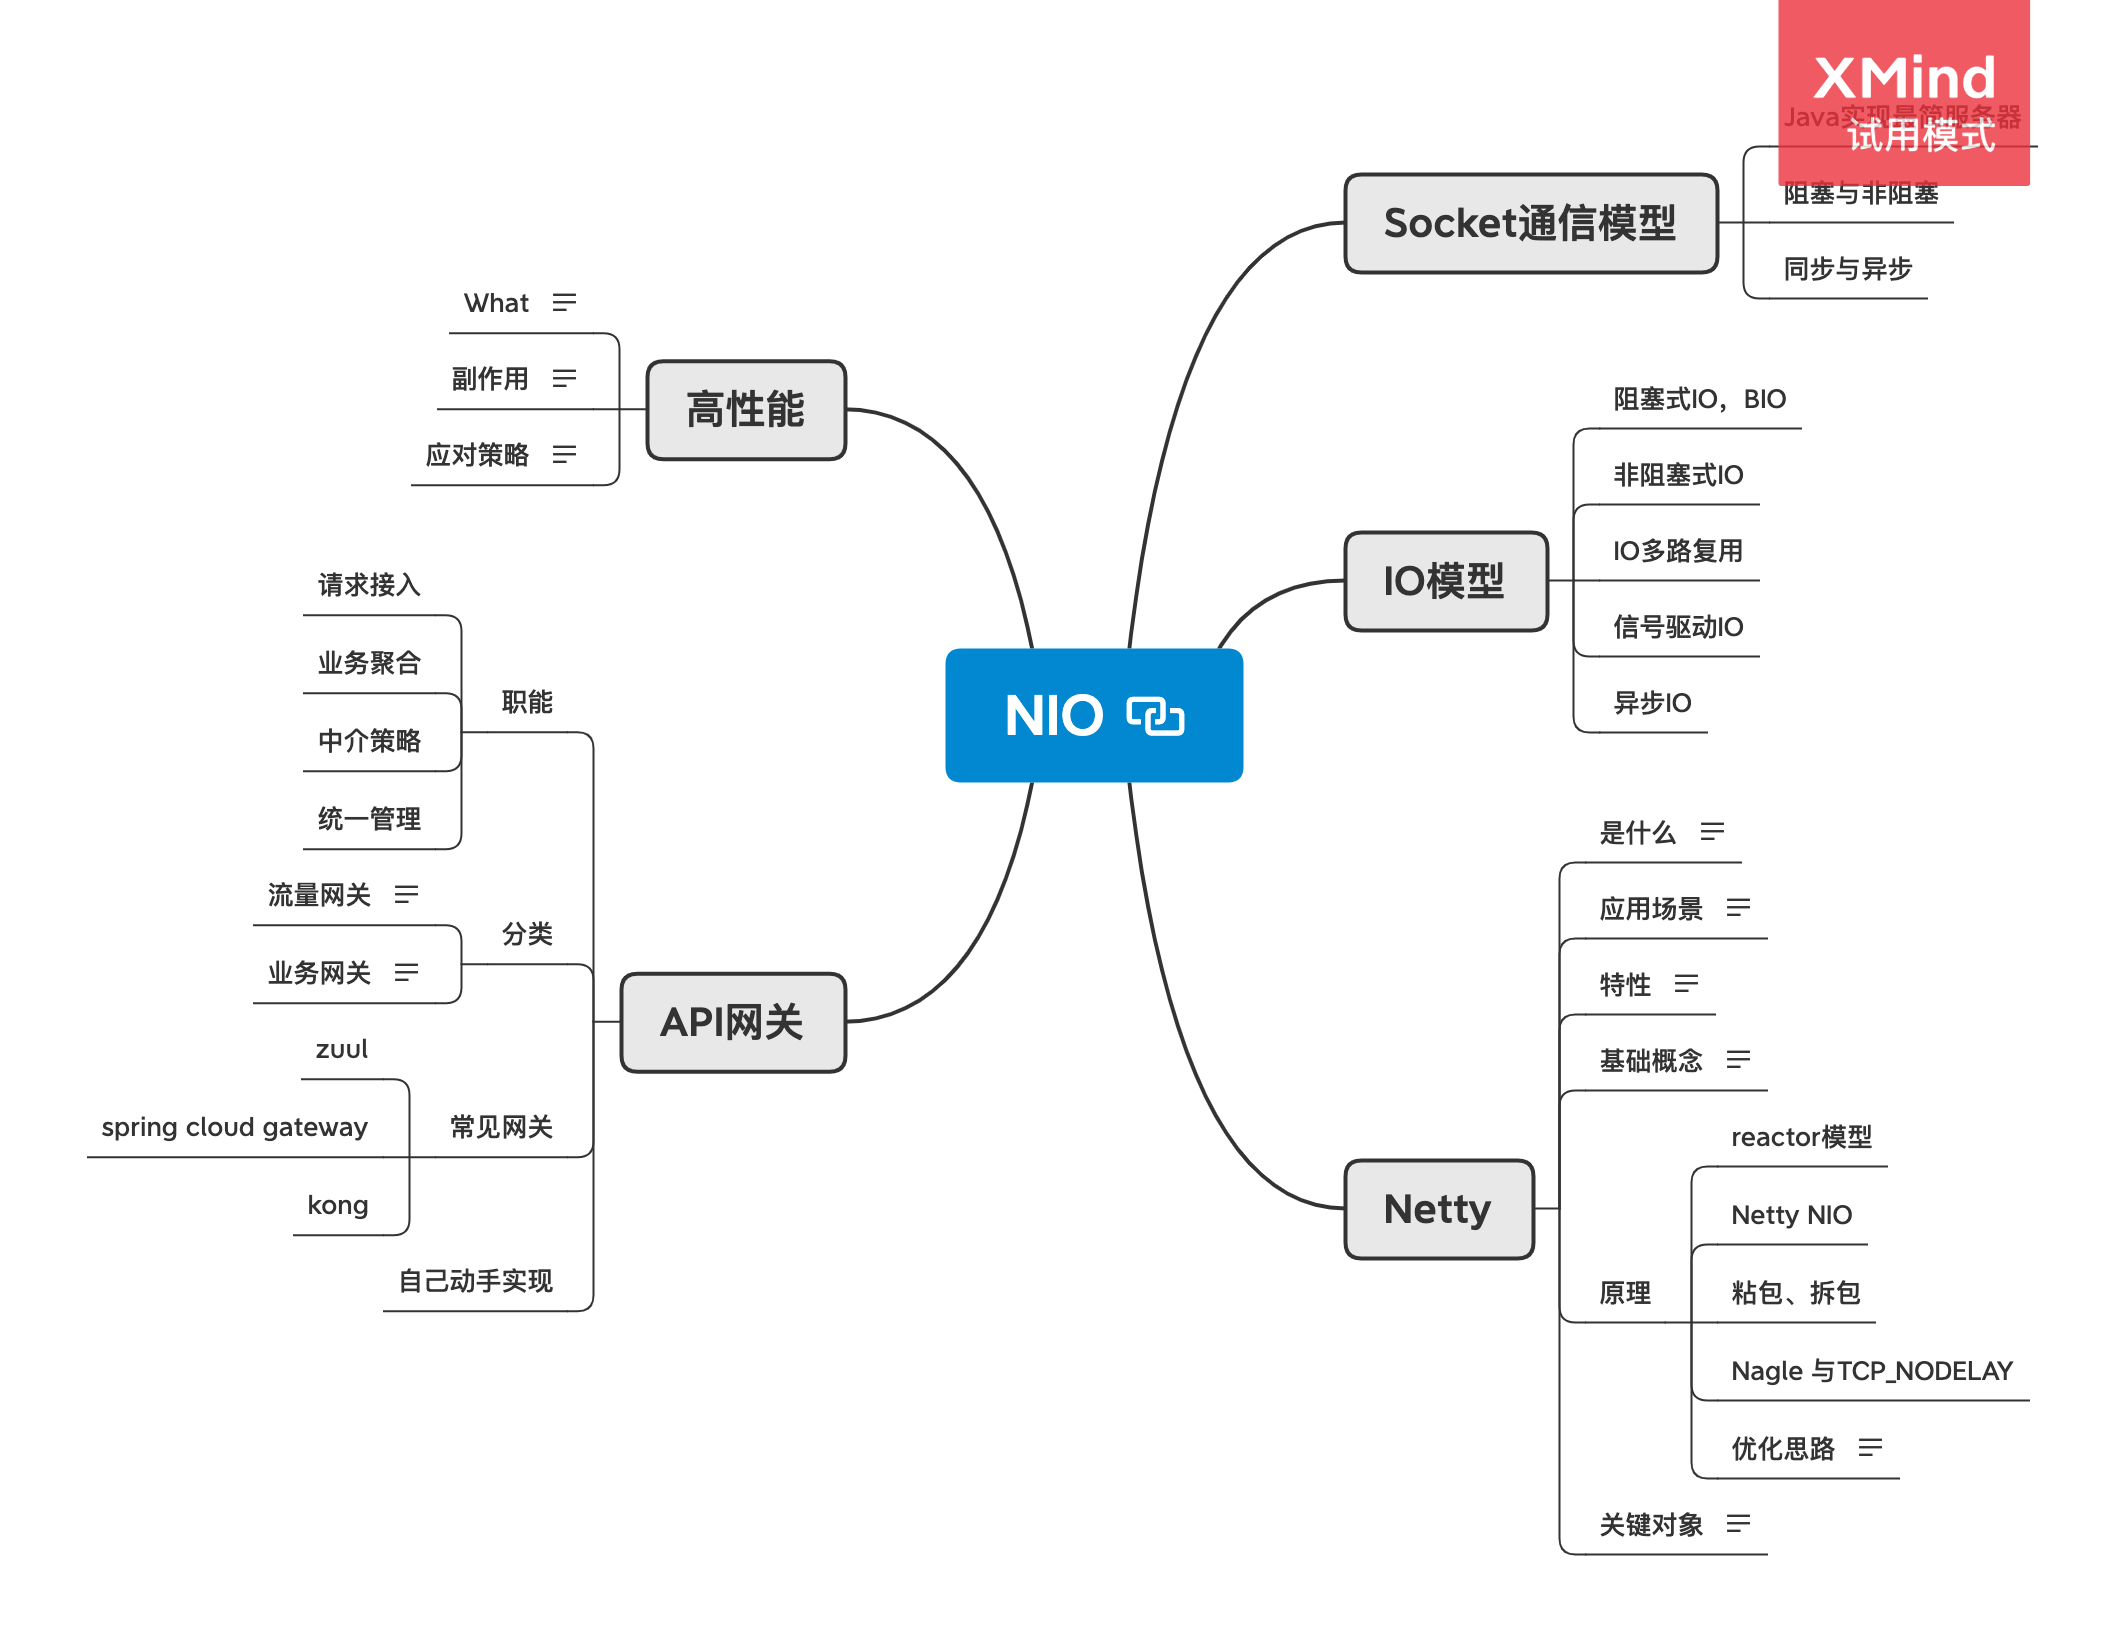 XMind
试用模式
Java实现最简服务器
阻塞与非阻塞
同步与异步
Socket通信模型
阻塞式IO，BIO
非阻塞式IO
IO多路复用
信号驱动IO
异步IO
IO模型
是什么
应用场景
特性
基础概念
reactor模型
Netty NIO
粘包、拆包
Nagle 与TCP_NODELAY
优化思路
原理
关键对象
Netty
NIO
What
副作用
应对策略
高性能
请求接入
业务聚合
中介策略
统一管理
职能
流量网关
业务网关
分类
zuul
spring cloud gateway
kong
常见网关
自己动手实现
API网关